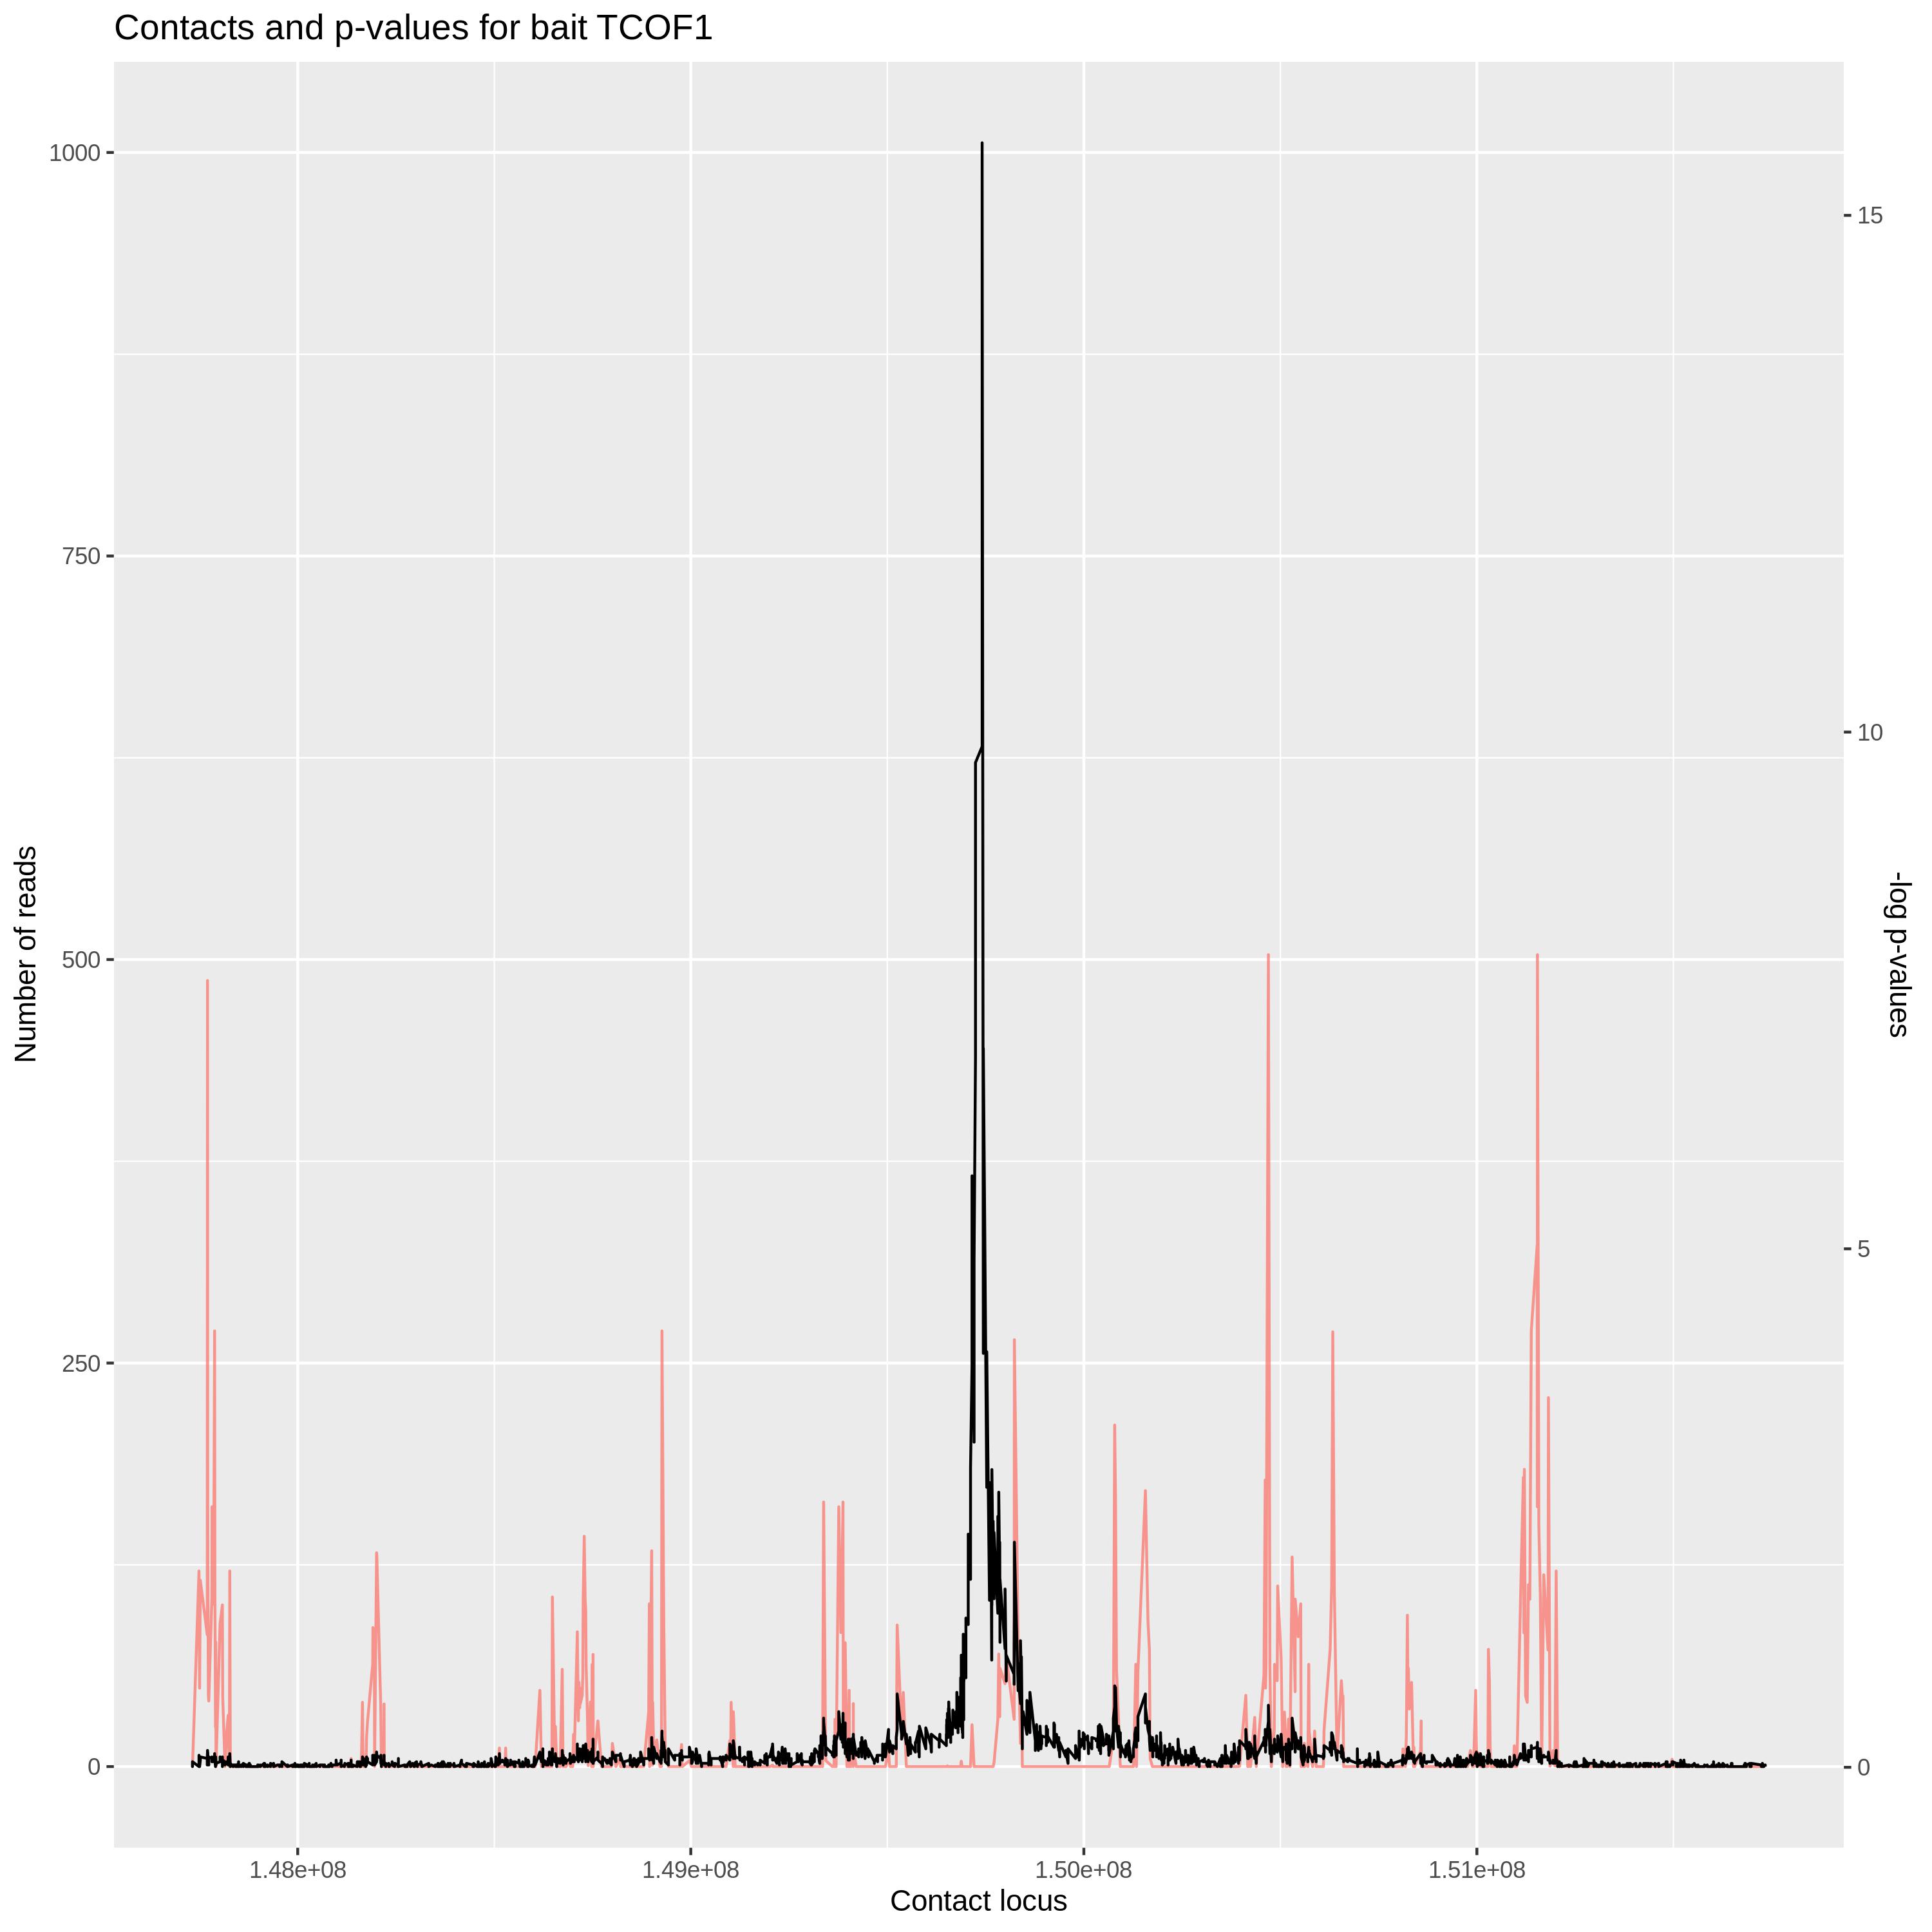 Contacts and p-values for bait TCOF1
1000
750
500
250
0
Number of reads
15
10
5
0
-log p-values
1.48e+08
1.49e+08
1.50e+08
1.51e+08
Contact locus